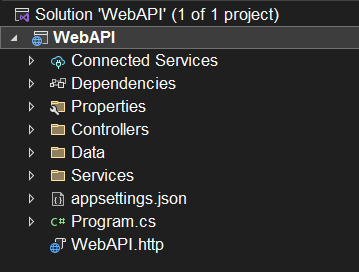 Solution 'WebAPI' (1 of 1 project)
WebAPI
Connected Services
Dependencies
Properties
Controllers
Data
Services
appsettings.json
C# Program.cs
WebAPI.http